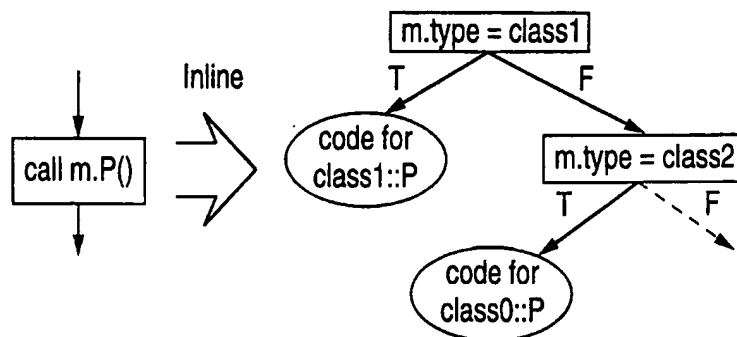 m.type = class1
Inline
T
F
call m.P()
code for
class1::P
m.type = class2
T
F
code for
class0::P